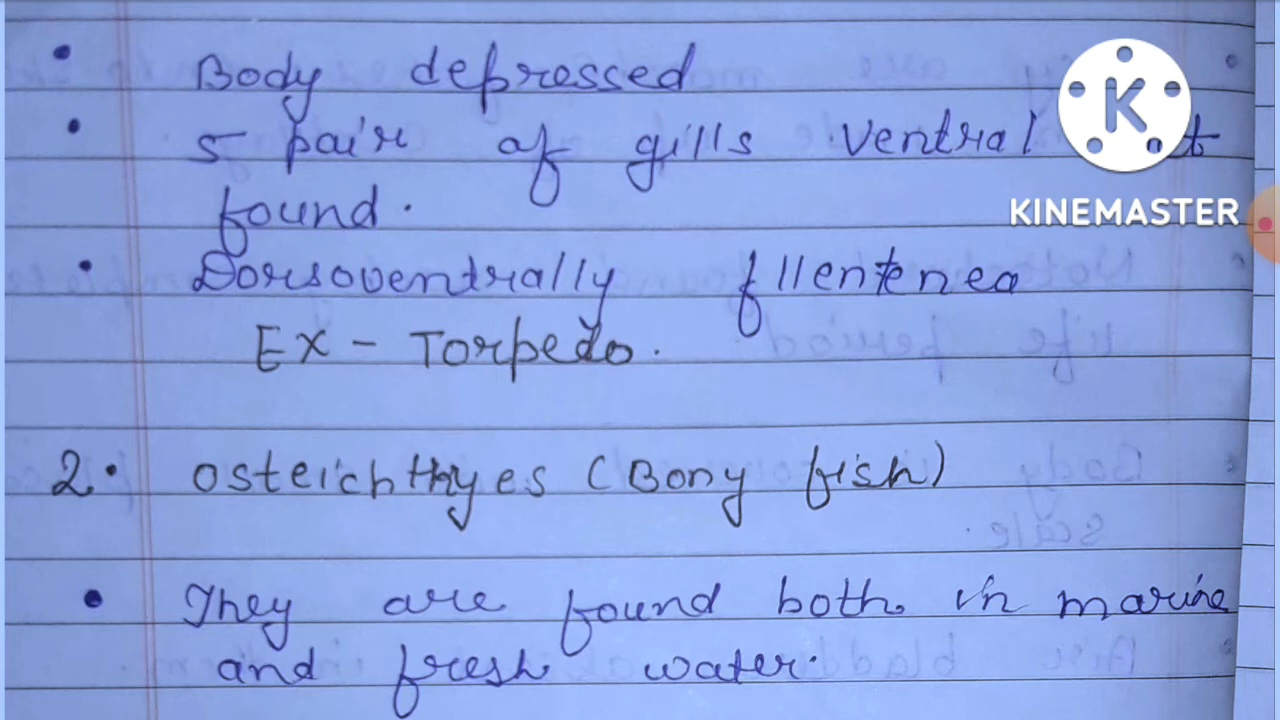 • Body depressed
• 5 pair of gills ventral
found.
• Dorsoventrally fllentenea
Ex - Torpedo.
2. Osteichthyes (Bony fish)
• They are found both in marine
and fresh water.
K
KINEMASTER